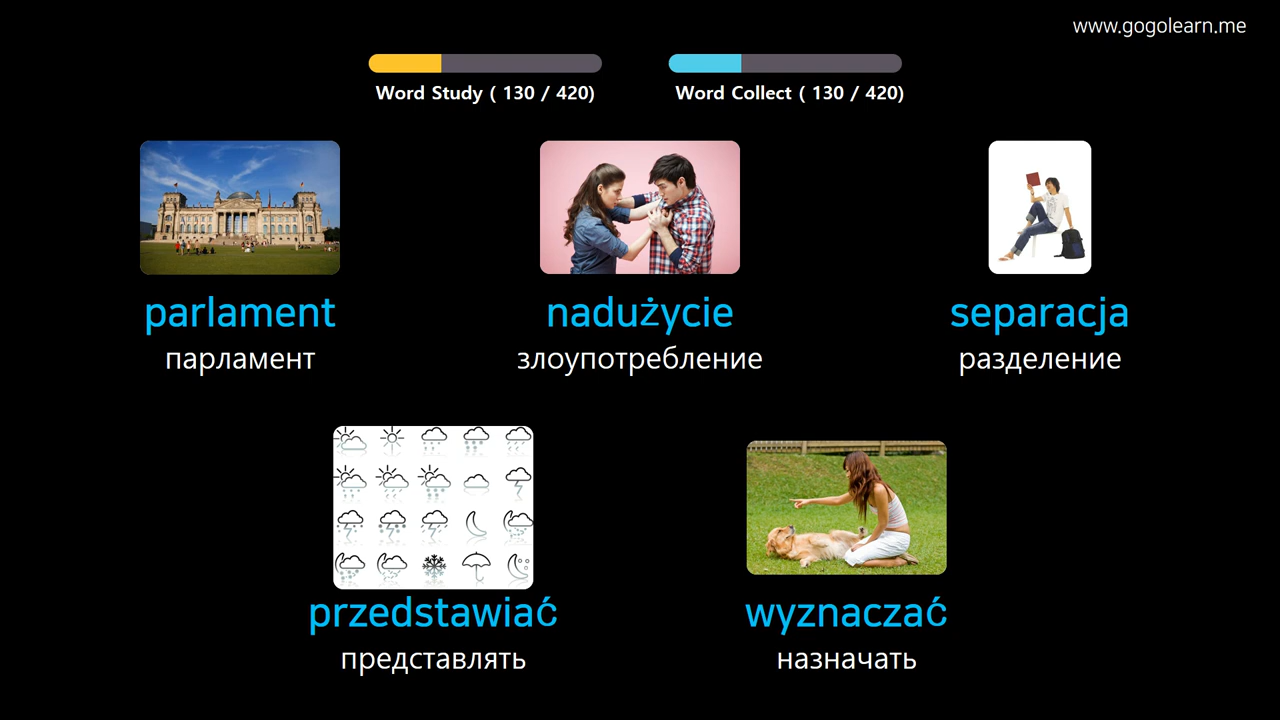 www.gogolearn.me
Word Study ( 130 / 420)
Word Collect ( 130 / 420)
parlament
парламент
nadużycie
злоупотребление
separacja
разделение
przedstawiać
представлять
wyznaczać
назначать